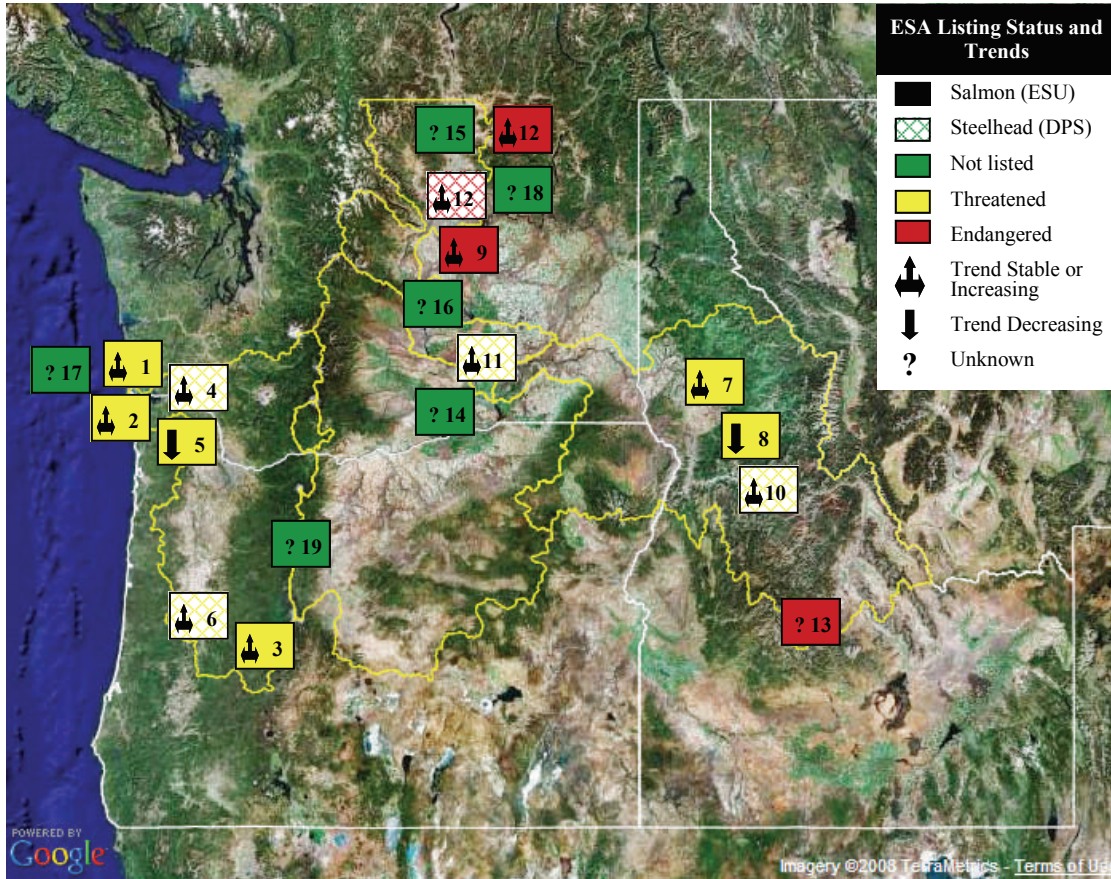 ESA Listing Status and
Trends
Salmon (ESU)
Steelhead (DPS)
Not listed
Threatened
Endangered
Trend Stable or
Increasing
Trend Decreasing
? Unknown
? 15
12
12
? 18
9
? 16
11
? 17
1
4
2
5
? 14
7
8
10
? 19
6
3
? 13
POWERED BY
Google
Imagery ©2008 TerraMetrics - Terms of Us